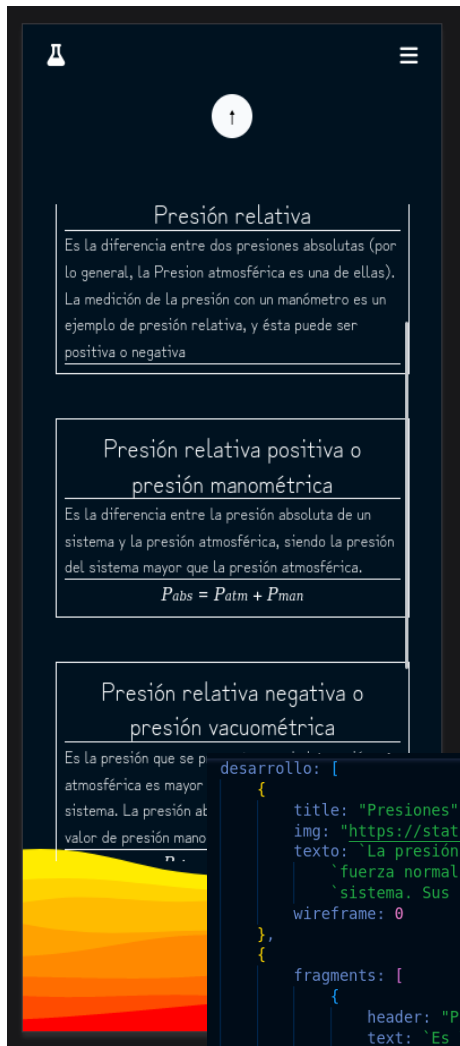 ↑
Presión relativa
Es la diferencia entre dos presiones absolutas (por
lo general, la Presion atmosférica es una de ellas).
La medición de la presión con un manómetro es un
ejemplo de presión relativa, y ésta puede ser
positiva o negativa
Presión relativa positiva o
presión manométrica
Es la diferencia entre la presión absoluta de un
sistema y la presión atmosférica, siendo la presión
del sistema mayor que la presión atmosférica.
Pabs = Patm + Pman
Presión relativa negativa o
presión vacuométrica
Es la presión que se
atmosférica es mayor
sistema. La presión
valor de presión
desarrollo: [
{
title: "Presiones"
img: "https://stat
texto: `La presión
`fuerza normal
`sistema. Sus
wireframe: 0
},
{
fragments: [
{
header: "P
text: `Es